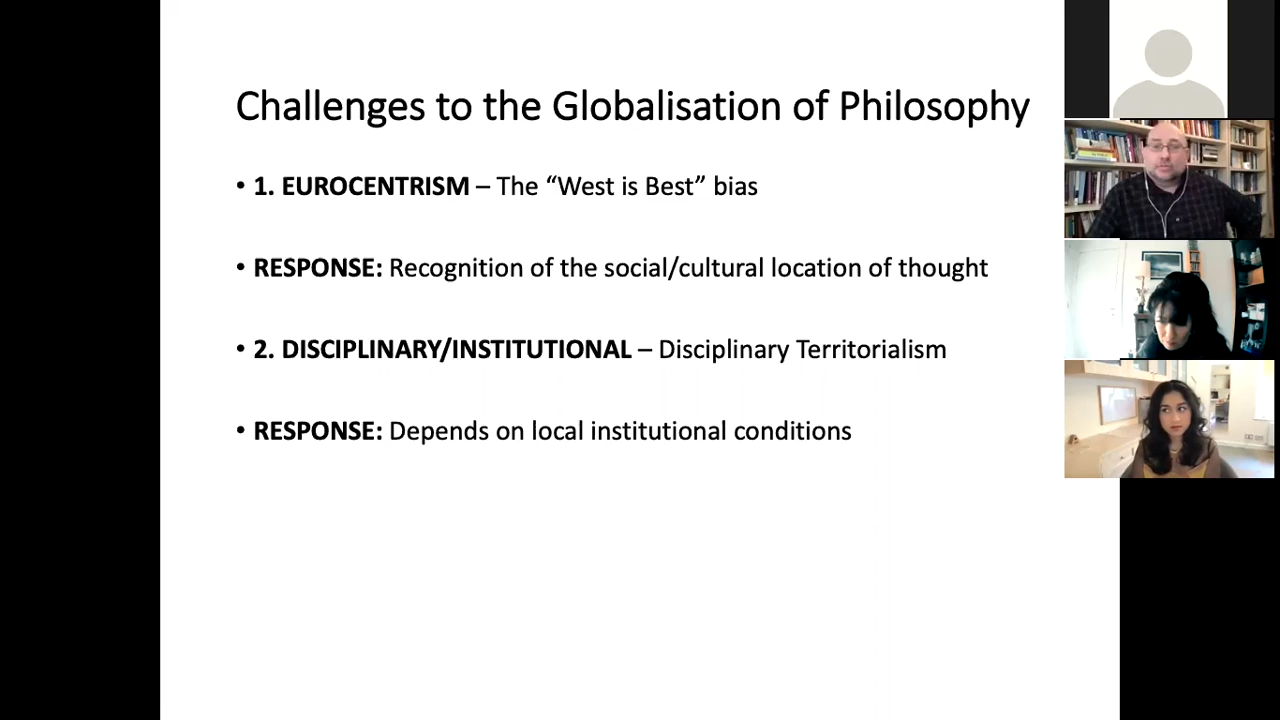 Challenges to the Globalisation of Philosophy
• 1. EUROCENTRISM – The “West is Best” bias
• RESPONSE: Recognition of the social/cultural location of thought
• 2. DISCIPLINARY/INSTITUTIONAL – Disciplinary Territorialism
• RESPONSE: Depends on local institutional conditions